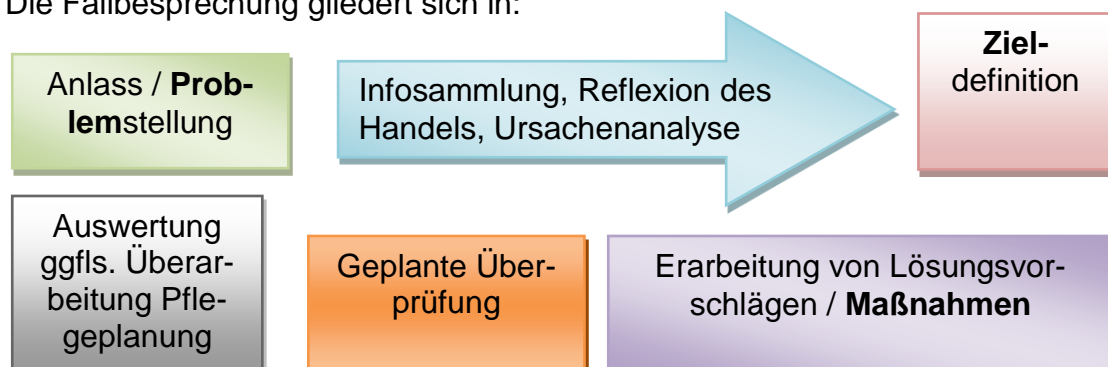 Die Fallbesprechung gliedert sich in:
Anlass / Prob-
lemstellung
Infosammlung, Reflexion des
Handels, Ursachenanalyse
Ziel-
definition
Auswertung
ggfls. Überar-
beitung Pfle-
geplanung
Geplante Über-
prüfung
Erarbeitung von Lösungsvor-
schlägen / Maßnahmen